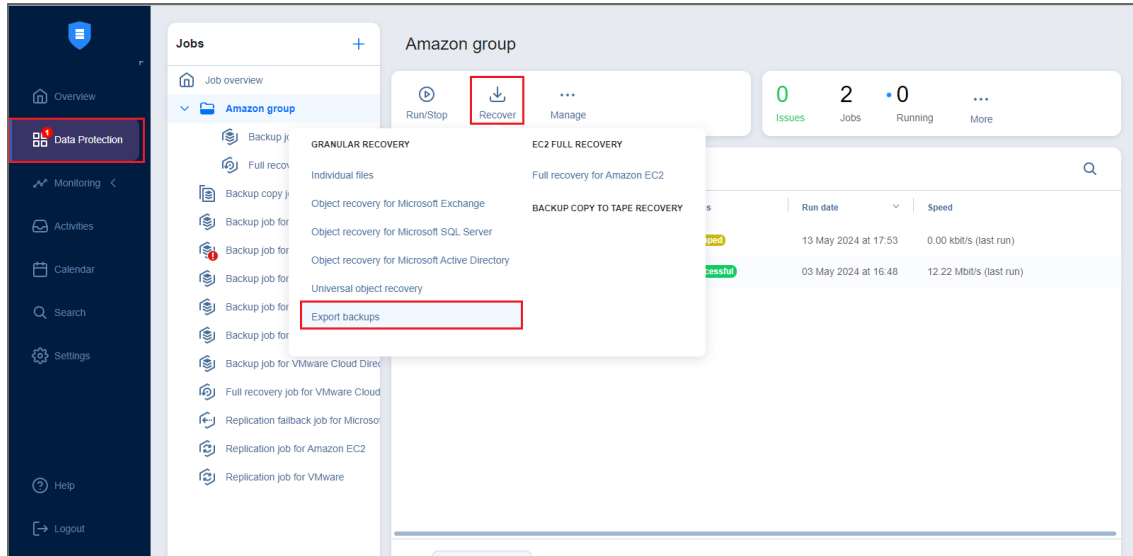 Overview
1
Data Protection
Monitoring
Activities
Calendar
Search
Settings
Help
Logout
Jobs
Job overview
Amazon group
Backup
Full
Backup copy
Backup job for
Backup job for
Backup job for
Backup job for
Backup job for
Backup job for VMware Cloud
Full recovery job for VMware Cloud
Replication failback job for
Replication job for Amazon EC2
Replication job for VMware
Amazon group
Run/Stop
Recover
Manage
0
Issues
2
Jobs
0
Running
More
GRANULAR RECOVERY
Individual files
Object recovery for Microsoft Exchange
Object recovery for Microsoft SQL Server
Object recovery for Microsoft Active Directory
Universal object recovery
Export backups
EC2 FULL RECOVERY
Full recovery for Amazon EC2
BACKUP COPY TO TAPE RECOVERY
Run date
Speed
13 May 2024 at 17:53
0.00 kbit/s (last run)
03 May 2024 at 16:48
12.22 Mbit/s (last run)